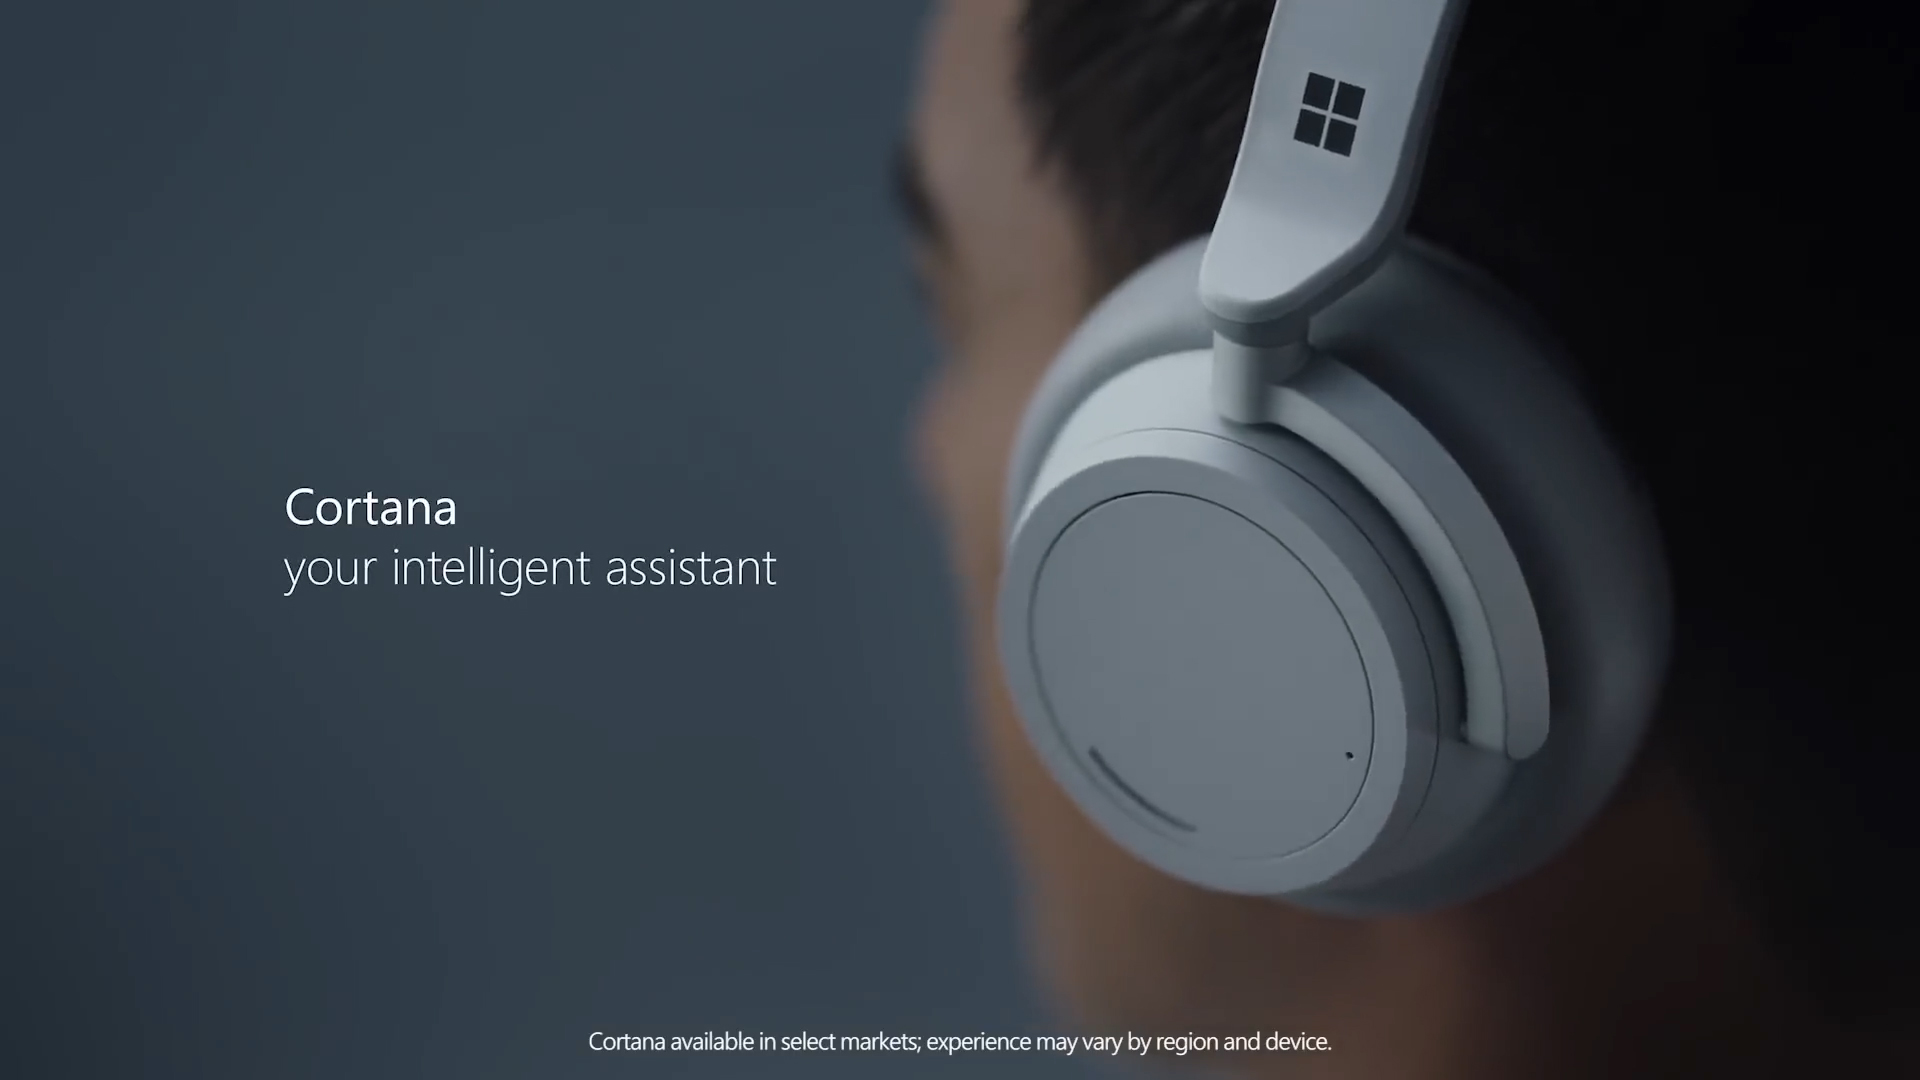 Cortana
your intelligent assistant
Cortana available in select markets; experience may vary by region and device.